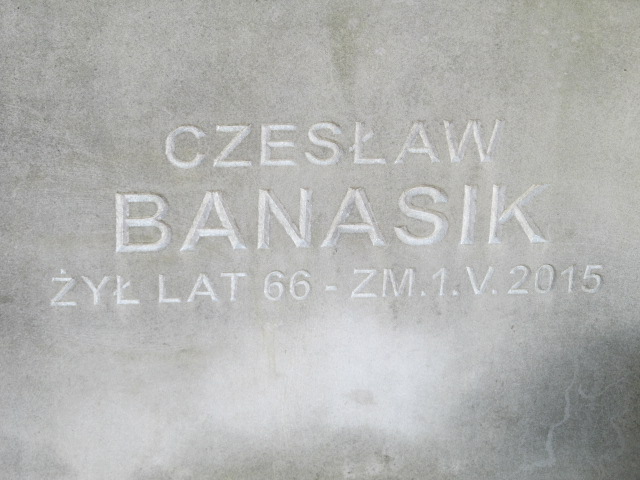 CZESŁAW
BANASIK
ŻYŁ LAT 66 - ZM.1.V.2015